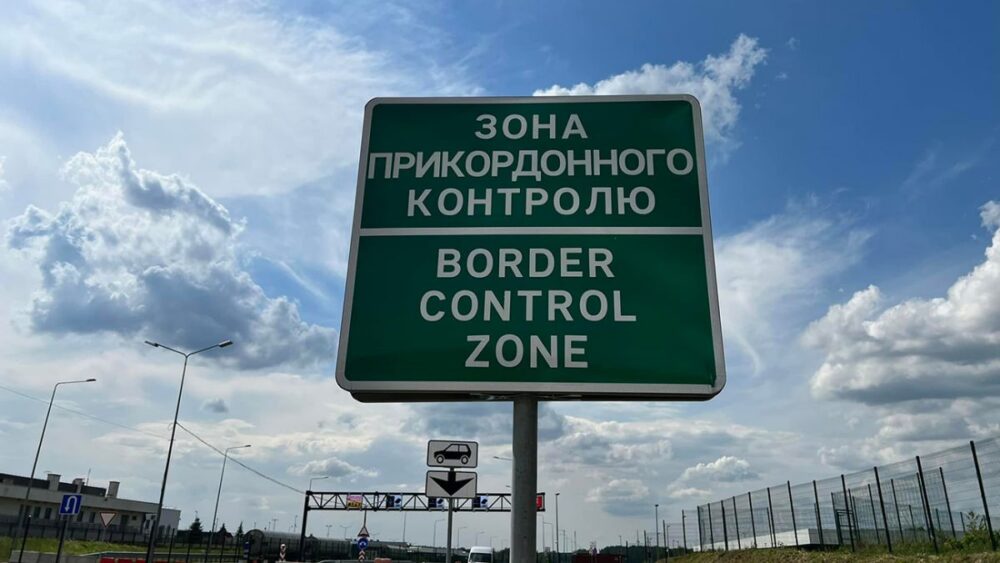 ЗОНА
ПРИКОРДОННОГО
КОНТРОЛЮ
BORDER
CONTROL
ZONE